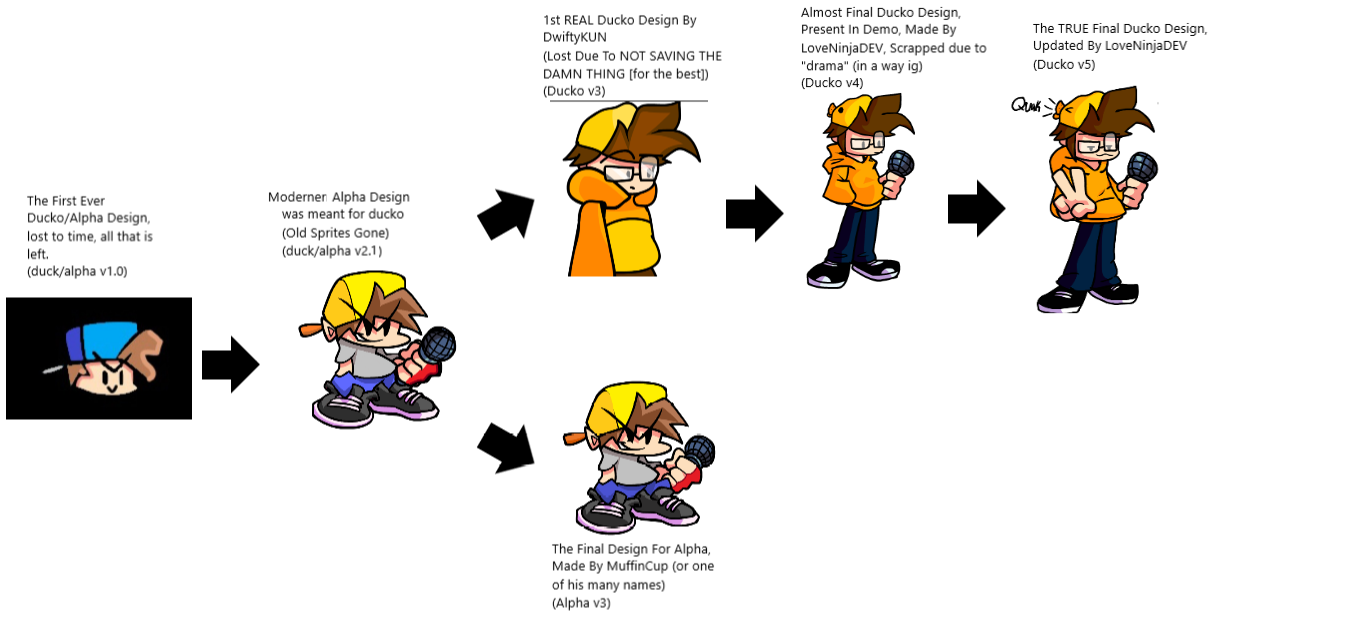 The First Ever
Ducko/Alpha Design,
lost to time, all that is
left.
(duck/alpha v1.0)
Moderner Alpha Design
was meant for ducko
(Old Sprites Gone)
(duck/alpha v2.1)
1st REAL Ducko Design By
DwiftyKUN
(Lost Due To NOT SAVING THE
DAMN THING [for the best])
(Ducko v3)
Almost Final Ducko Design,
Present In Demo, Made By
LoveNinjaDEV, Scrapped due to
"drama" (in a way ig)
(Ducko v4)
The TRUE Final Ducko Design,
Updated By LoveNinjaDEV
(Ducko v5)
The Final Design For Alpha,
Made By MuffinCup (or one
of his many names)
(Alpha v3)